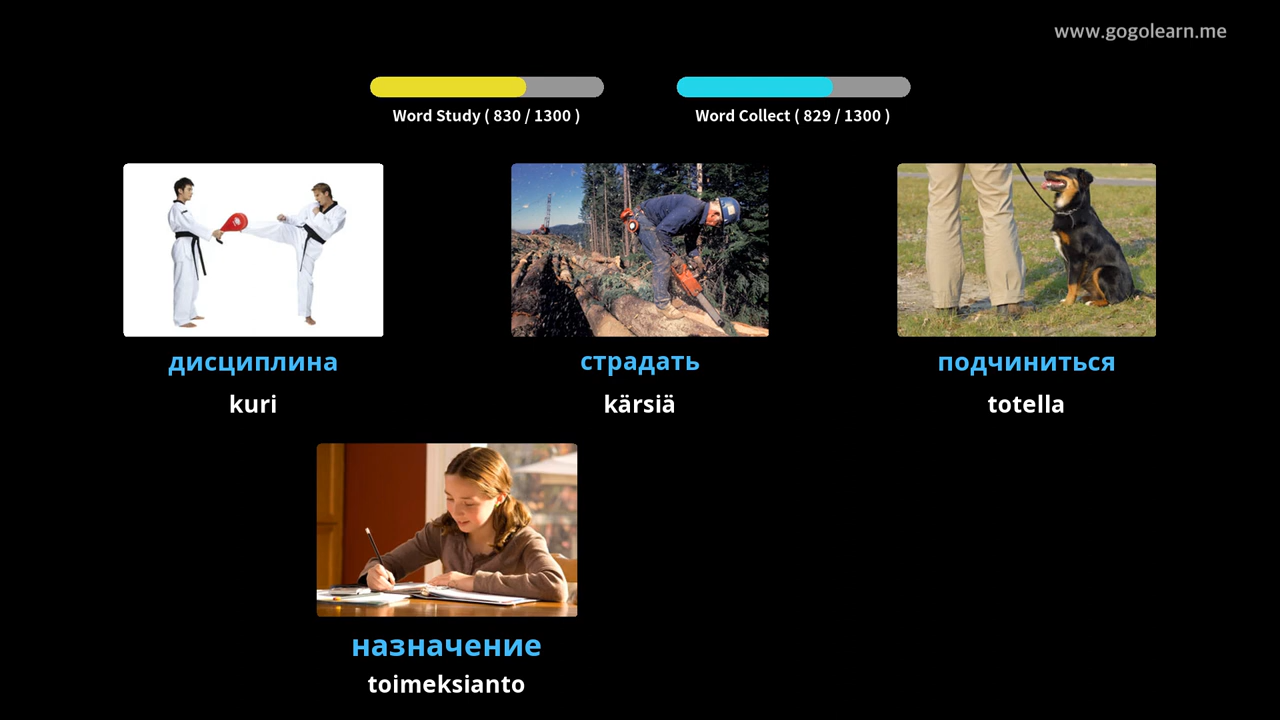 www.gogolearn.me
Word Study ( 830 / 1300 )
Word Collect ( 829 / 1300 )
дисциплина
kuri
страдать
kärsiä
подчиниться
totella
назначение
toimeksianto